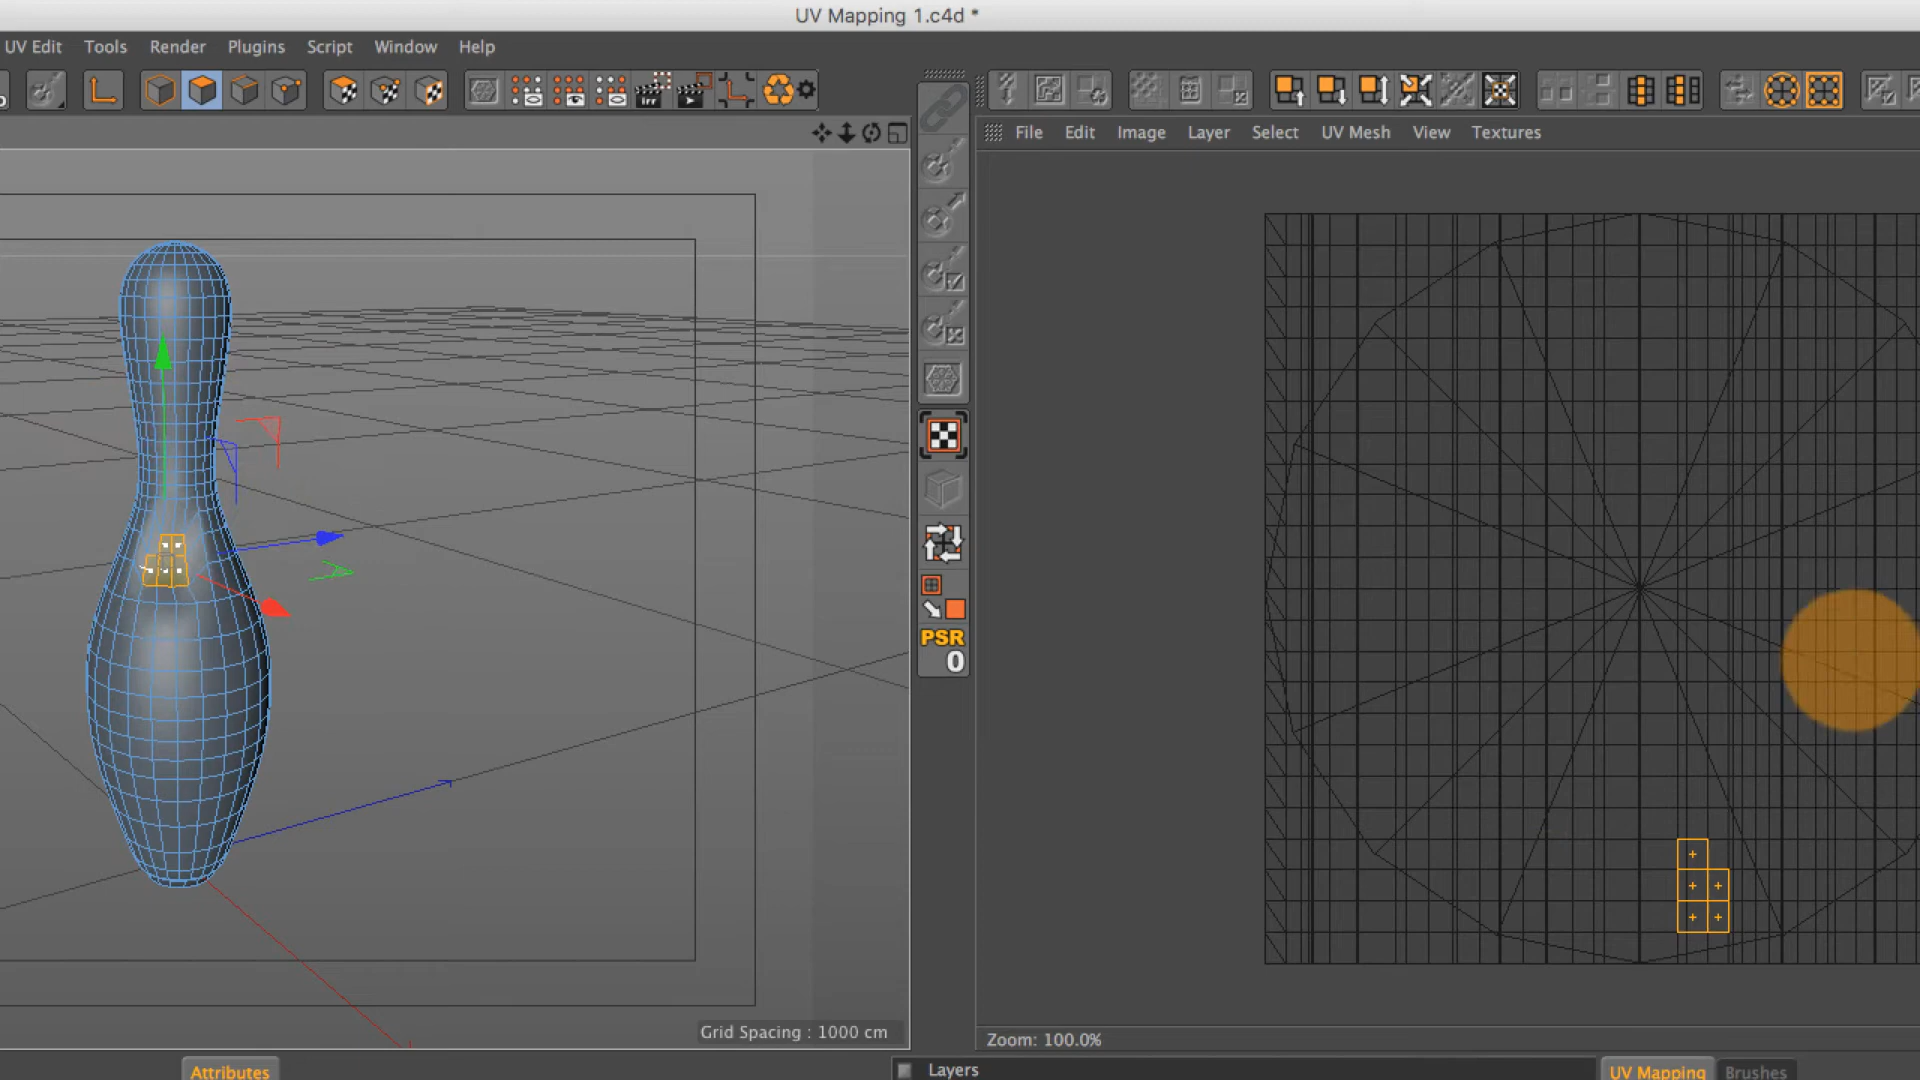 UV Mapping 1.c4d *
UV Edit Tools Render Plugins Script Window Help
File Edit Image Layer Select UV Mesh View Textures
PSR
0
Grid Spacing : 1000 cm
Zoom: 100.0%
Attributes
Layers
UV Mapping Brushes